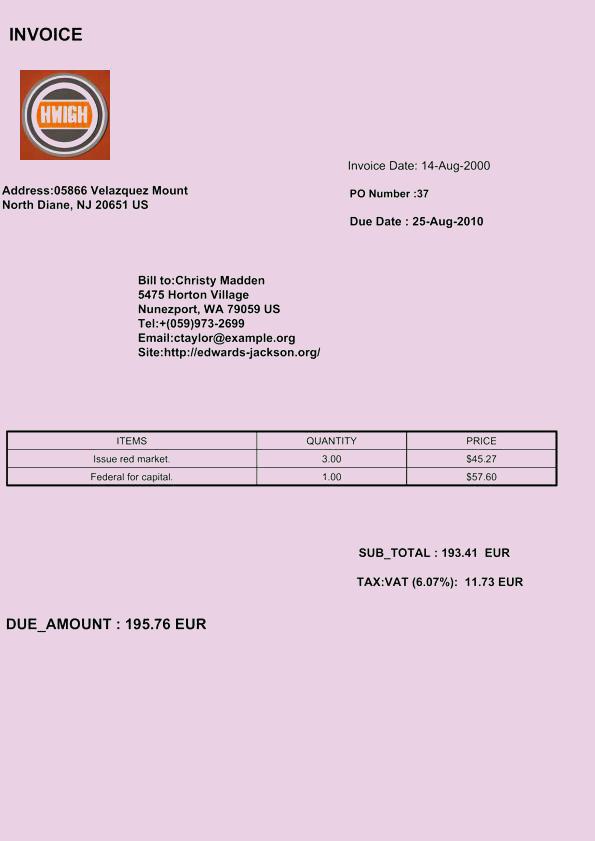 INVOICE
HWIGH
Invoice Date: 14-Aug-2000
Address:05866 Velazquez Mount
North Diane, NJ 20651 US
PO Number :37
Due Date : 25-Aug-2010
Bill to:Christy Madden
5475 Horton Village
Nunezport, WA 79059 US
Tel:+(059)973-2699
Email:ctaylor@example.org
Site:http://edwards-jackson.org/
ITEMS QUANTITY PRICE
Issue red market. 3.00 $45.27
Federal for capital. 1.00 $57.60
SUB_TOTAL : 193.41 EUR
TAX:VAT (6.07%): 11.73 EUR
DUE_AMOUNT : 195.76 EUR